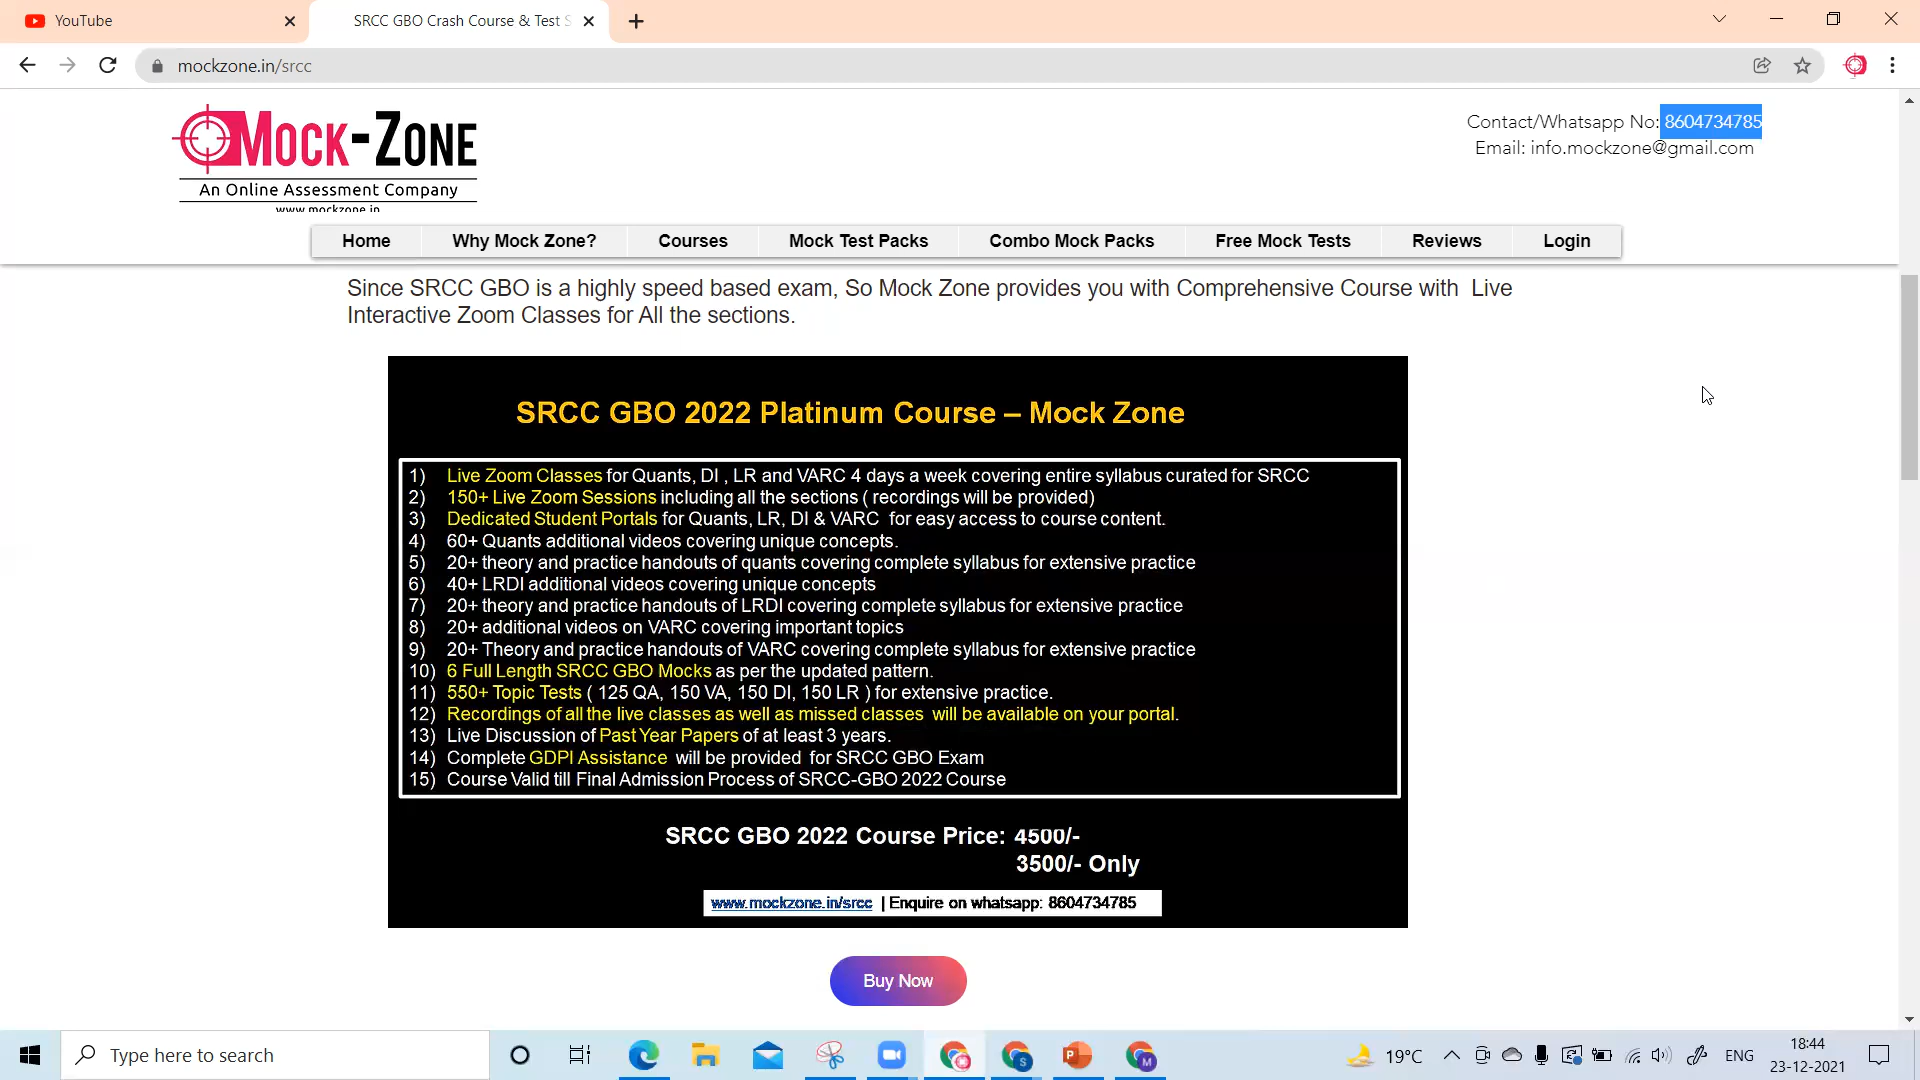 YouTube
SRCC GBO Crash Course & Test S
mockzone.in/srcc
Mock-Zone
An Online Assessment Company
www.mockzone.in
Contact/Whatsapp No: 8604734785
Email: info.mockzone@gmail.com
Home Why Mock Zone? Courses Mock Test Packs Combo Mock Packs Free Mock Tests Reviews Login
Since SRCC GBO is a highly speed based exam, So Mock Zone provides you with Comprehensive Course with Live
Interactive Zoom Classes for All the sections.
SRCC GBO 2022 Platinum Course – Mock Zone
1) Live Zoom Classes for Quants, DI , LR and VARC 4 days a week covering entire syllabus curated for SRCC
2) 150+ Live Zoom Sessions including all the sections ( recordings will be provided)
3) Dedicated Student Portals for Quants, LR, DI & VARC for easy access to course content.
4) 60+ Quants additional videos covering unique concepts.
5) 20+ theory and practice handouts of quants covering complete syllabus for extensive practice
6) 40+ LRDI additional videos covering unique concepts
7) 20+ theory and practice handouts of LRDI covering complete syllabus for extensive practice
8) 20+ additional videos on VARC covering important topics
9) 20+ Theory and practice handouts of VARC covering complete syllabus for extensive practice
10) 6 Full Length SRCC GBO Mocks as per the updated pattern.
11) 550+ Topic Tests ( 125 QA, 150 VA, 150 DI, 150 LR ) for extensive practice.
12) Recordings of all the live classes as well as missed classes will be available on your portal.
13) Live Discussion of Past Year Papers of at least 3 years.
14) Complete GDPI Assistance will be provided for SRCC GBO Exam
15) Course Valid till Final Admission Process of SRCC-GBO 2022 Course
SRCC GBO 2022 Course Price: 4500/-
3500/- Only
www.mockzone.in/srcc | Enquire on whatsapp: 8604734785
Buy Now
Type here to search
19°C
ENG
18:44
23-12-2021